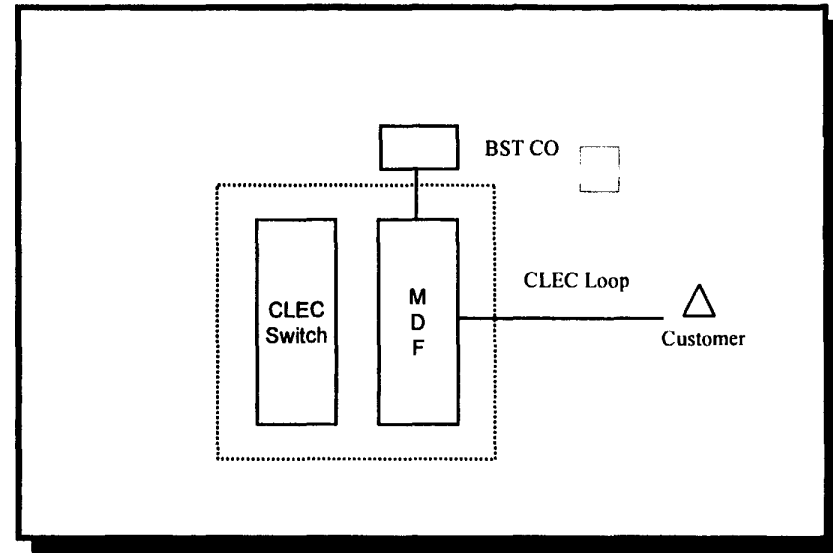 BST CO
CLEC Loop
CLEC
Switch
M
D
F
Customer